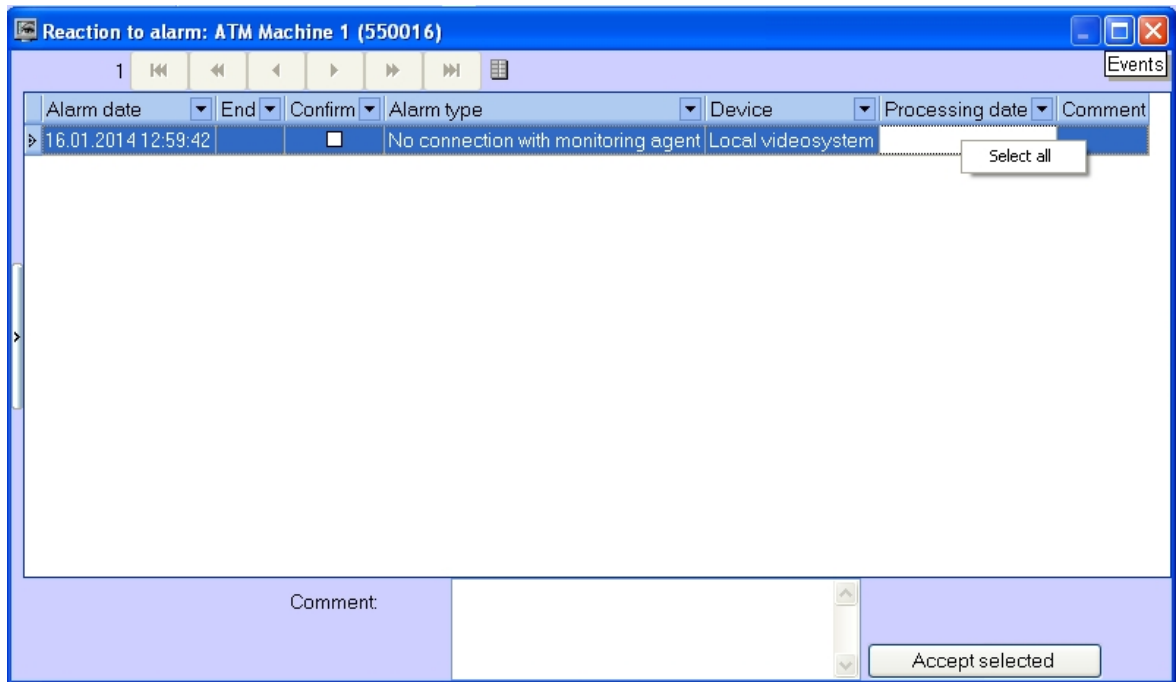 Reaction to alarm: ATM Machine 1 (550016)
1
Events
Alarm date End Confirm Alarm type Device Processing date Comment
16.01.2014 12:59:42 No connection with monitoring agent Local videosystem
Select all
Comment:
Accept selected